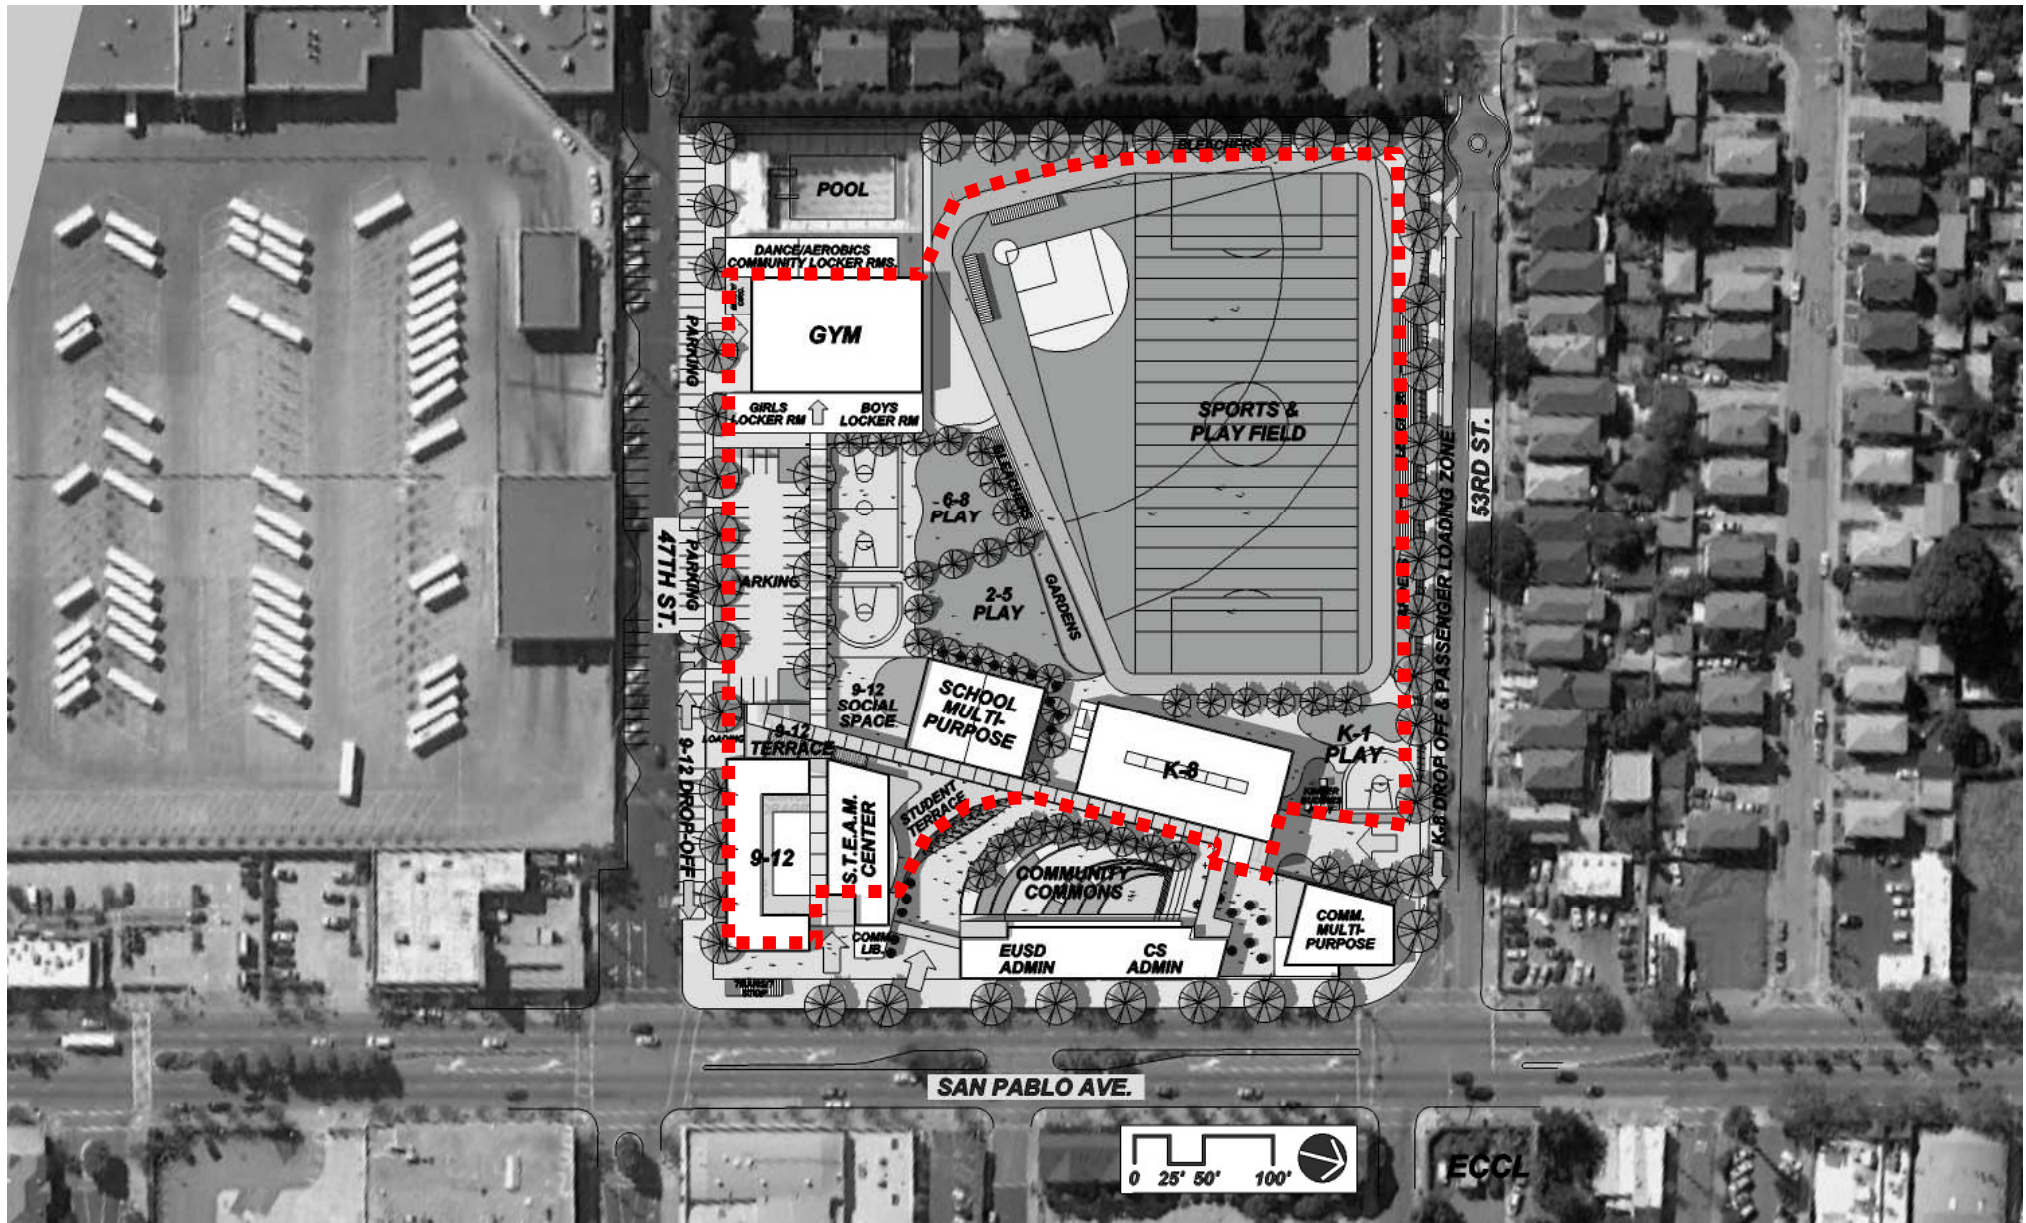 BLEACHERS
POOL
DANCE/AEROBICS
COMMUNITY LOCKER RMS.
GYM
PARKING
GIRLS
LOCKER RM
BOYS
LOCKER RM
SPORTS &
PLAY FIELD
BLEACHERS
6-8
PLAY
53RD ST.
47TH ST.
PARKING
ARKING
2-5
PLAY
GARDENS
K-8 DROP OFF & PASSENGER LOADING ZONE
SCHOOL
MULTI-
PURPOSE
9-12
SOCIAL
SPACE
LOADING
9-12
TERRACE
K-1
PLAY
K-8
9-12 DROP-OFF
STUDENT
TERRACE
S.T.E.A.M.
CENTER
9-12
COMMUNITY
COMMONS
COMM.
MULTI-
PURPOSE
COMM.
LIB.
EUSD
ADMIN
CS
ADMIN
TRANSIT
STOP
SAN PABLO AVE.
0 25' 50' 100'
ECCL